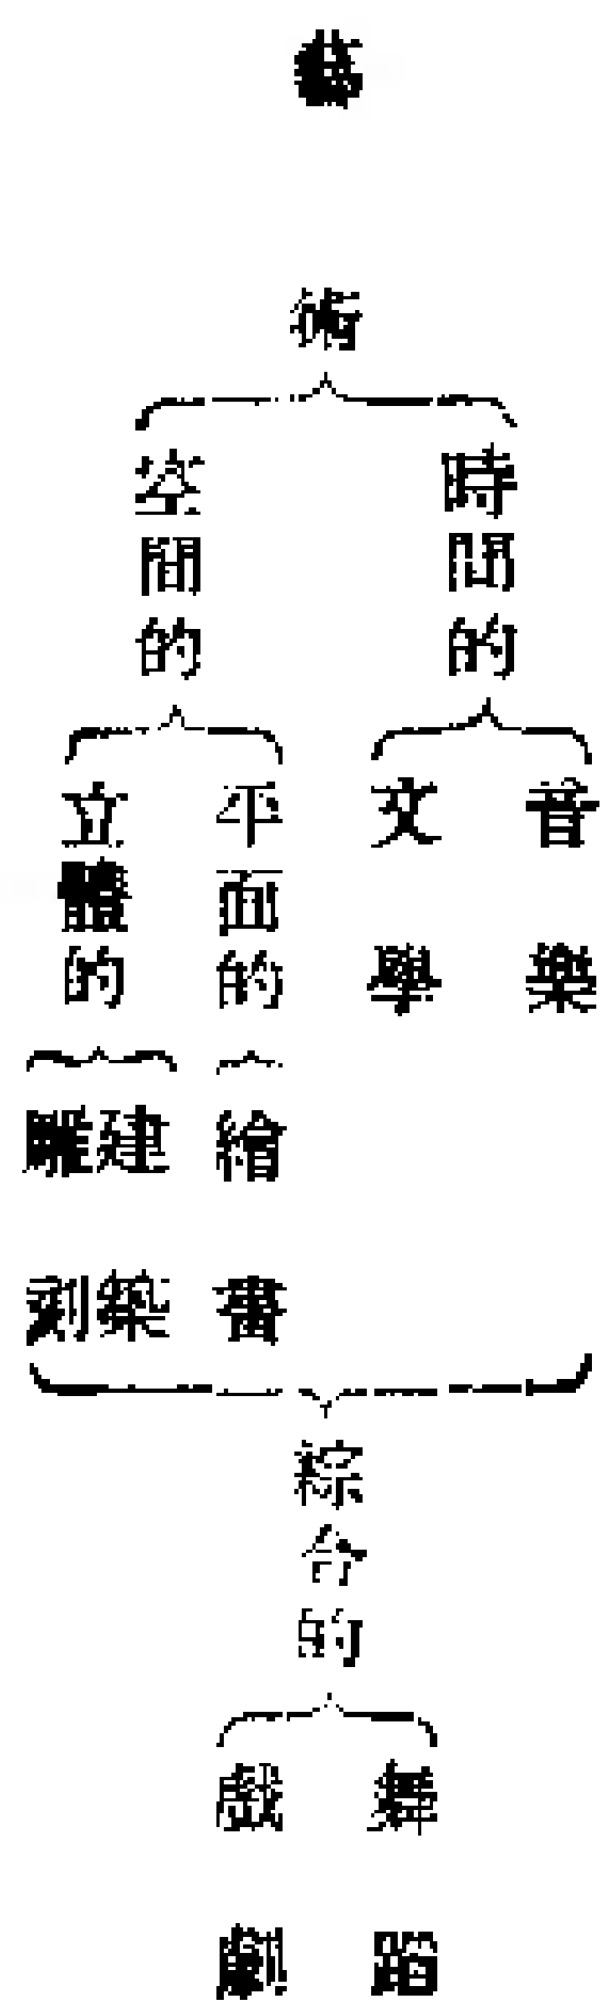 藝術
時間的
空間的
音樂
文學
平面的
立體的
繪畫
建築
雕刻
綜合的
舞蹈
戲劇